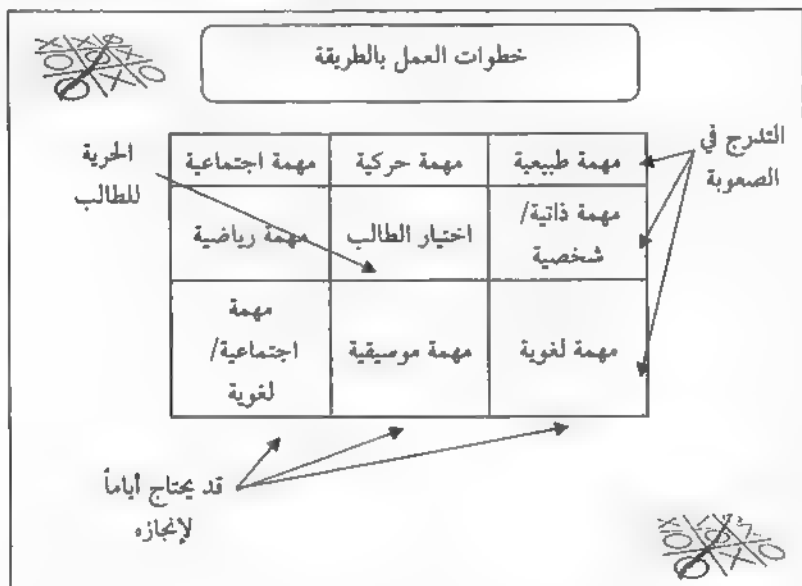 خطوات العمل بالطريقة
التدرج في
الصعوبة
الحرية
للطالب
مهمة طبيعية
مهمة حركية
مهمة اجتماعية
مهمة ذاتية/
شخصية
اختيار الطالب
مهمة رياضية
مهمة لغوية
مهمة موسيقية
مهمة
اجتماعية/
لغوية
قد يحتاج أياماً
لإنجازه